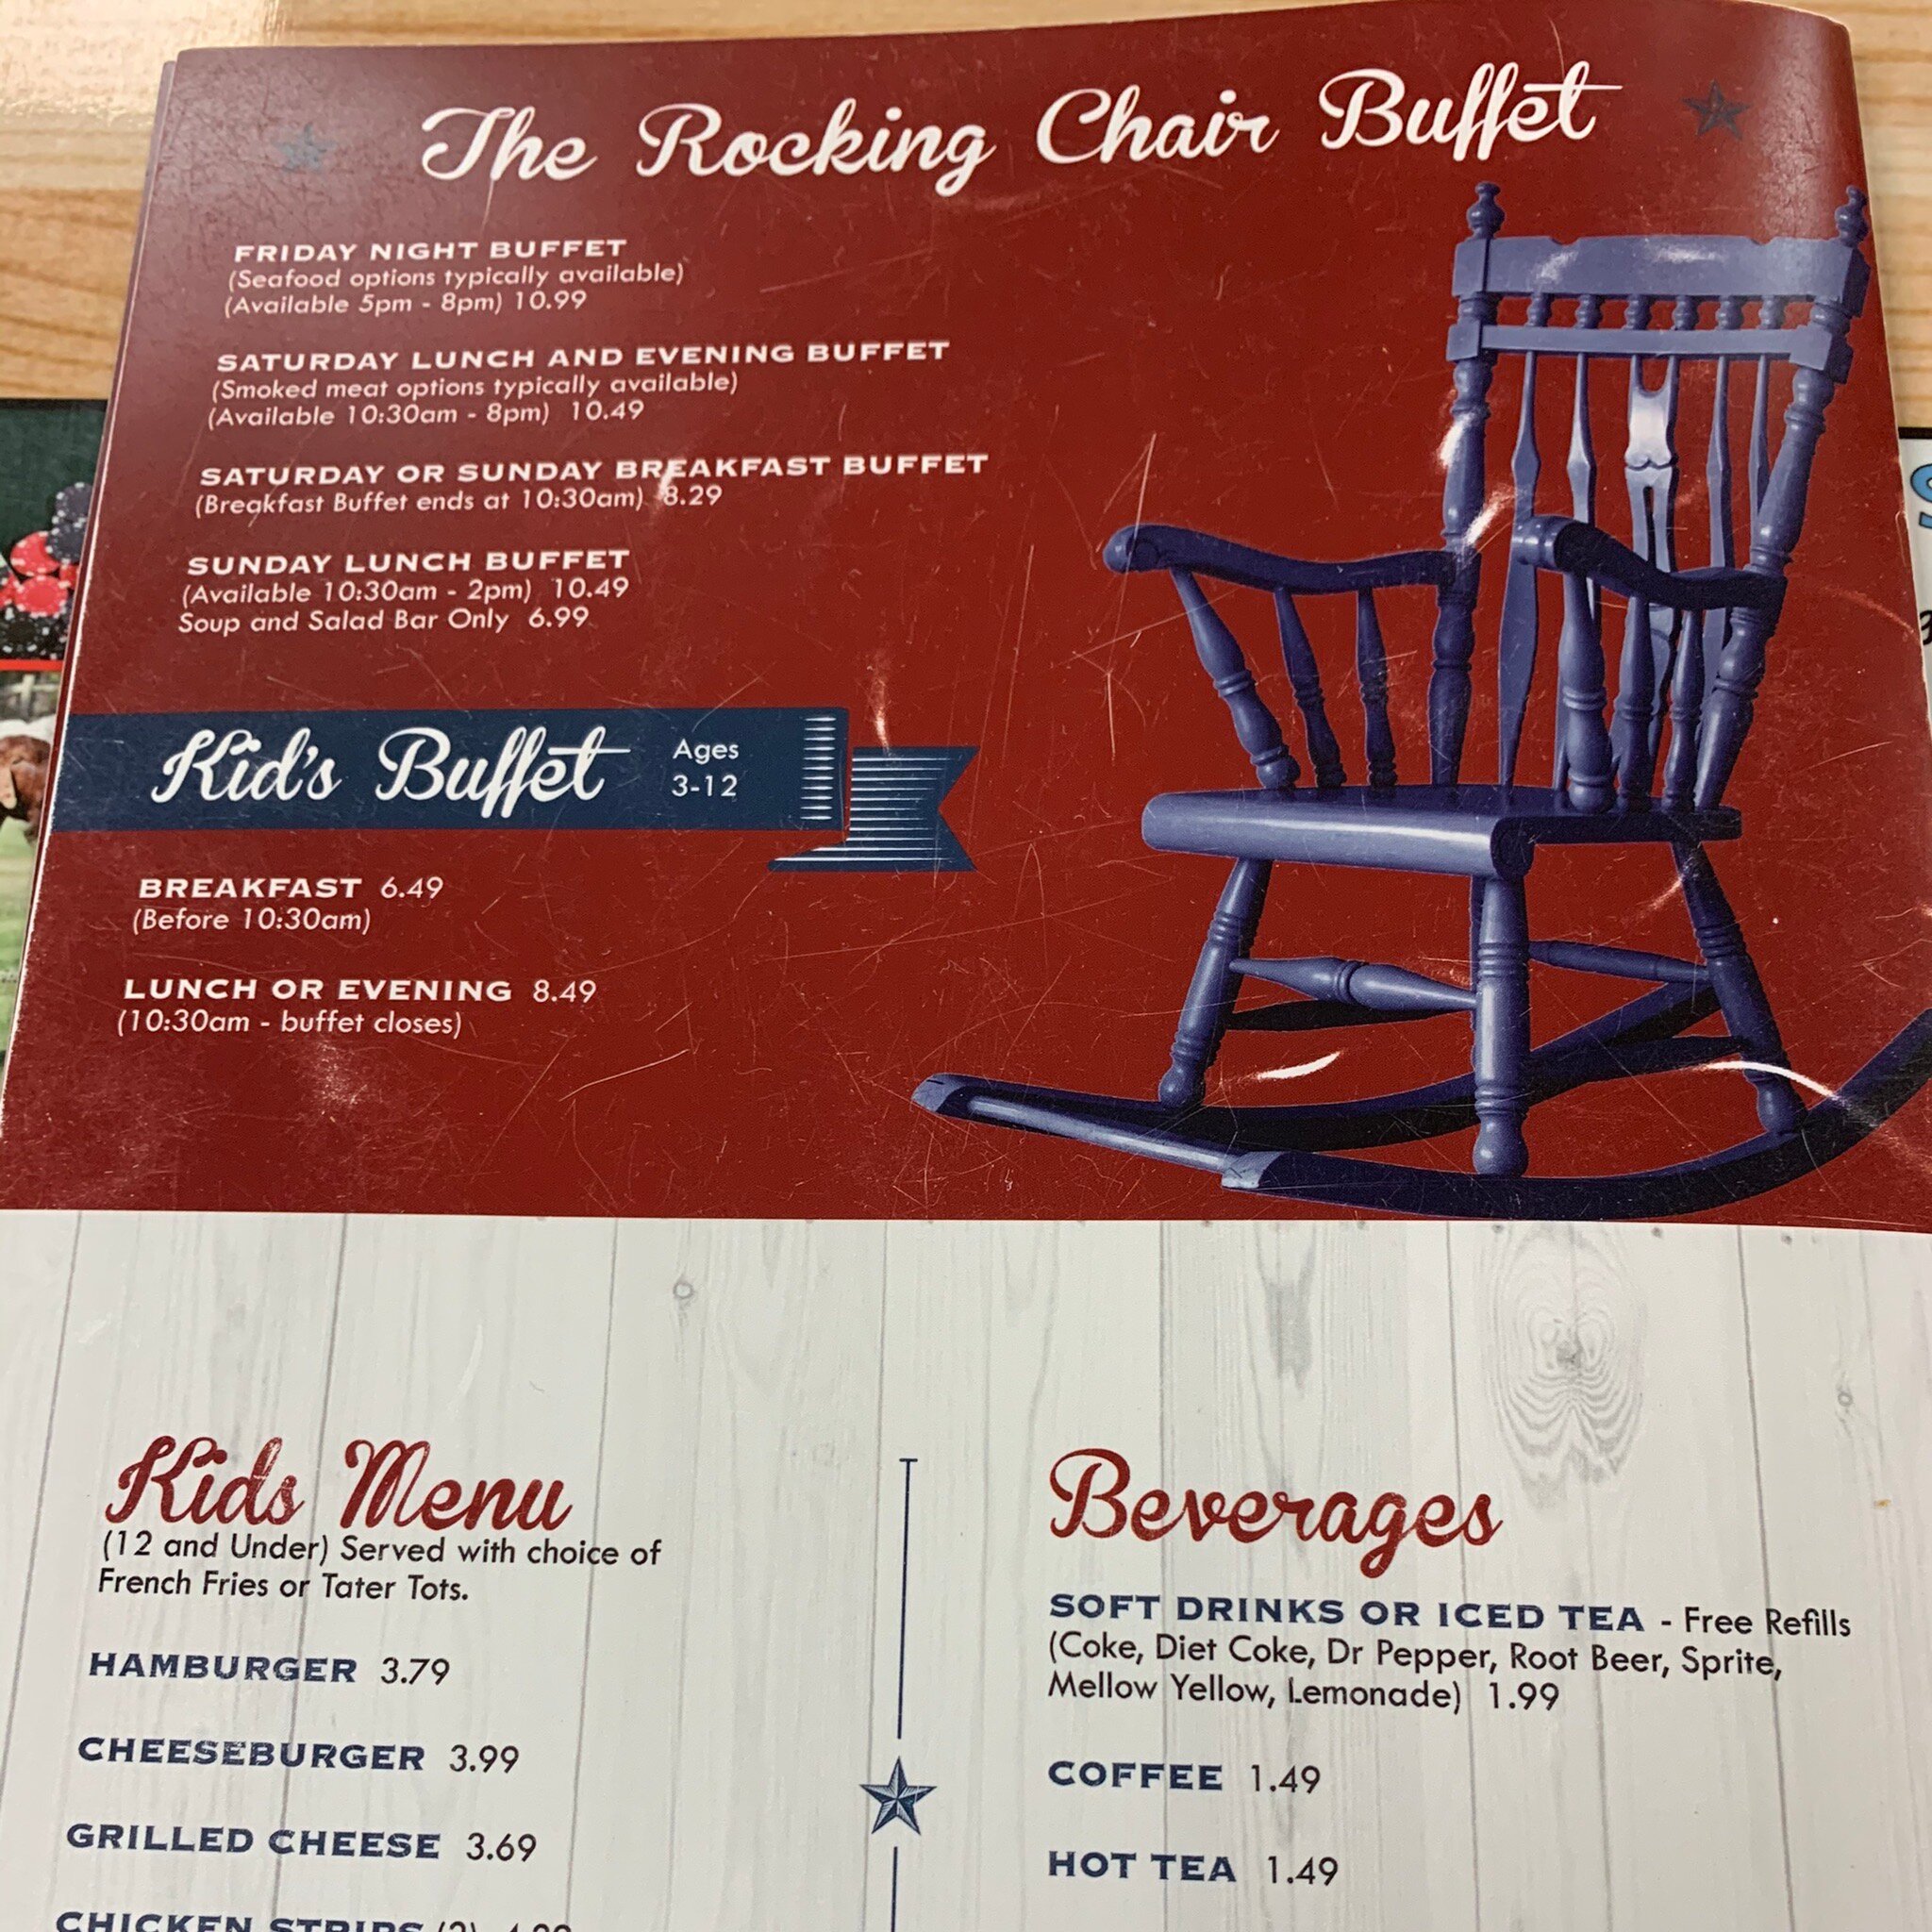 The Rocking Chair Buffet
FRIDAY NIGHT BUFFET
(Seafood options typically available)
(Available 5pm - 8pm) 10.99
SATURDAY LUNCH AND EVENING BUFFET
(Smoked meat options typically available)
(Available 10:30am - 8pm) 10.49
SATURDAY OR SUNDAY BREAKFAST BUFFET
(Breakfast Buffet ends at 10:30am) 8.29
SUNDAY LUNCH BUFFET
(Available 10:30am - 2pm) 10.49
Soup and Salad Bar Only 6.99
Kid's Buffet
Ages
3-12
BREAKFAST 6.49
(Before 10:30am)
LUNCH OR EVENING 8.49
(10:30am - buffet closes)
Kids Menu
(12 and Under) Served with choice of
French Fries or Tater Tots.
HAMBURGER 3.79
CHEESEBURGER 3.99
GRILLED CHEESE 3.69
CHICKEN STRIPS
Beverages
SOFT DRINKS OR ICED TEA - Free Refills
(Coke, Diet Coke, Dr Pepper, Root Beer, Sprite,
Mellow Yellow, Lemonade) 1.99
COFFEE 1.49
HOT TEA 1.49